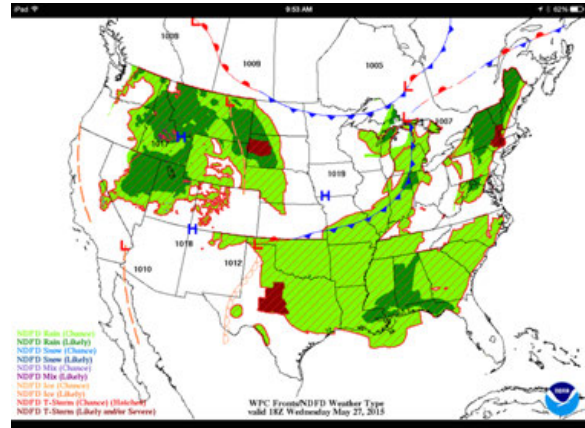 iPad
9:53 AM
62%
1009
1009
1005
1007
1017
1019
1018
1010
1012
NDFD Rain (Chance)
NDFD Rain (Likely)
NDFD Snow (Chance)
NDFD Snow (Likely)
NDFD Mix (Chance)
NDFD Mix (Likely)
NDFD Ice (Chance)
NDFD Ice (Likely)
NDFD T-Storm (Chance) (Hatched)
NDFD T-Storm (Likely and/or Severe)
WPC Fronts/NDFD Weather Type
valid 18Z Wednesday May 27, 2015
L
L
L
L
H
H
H
L
L